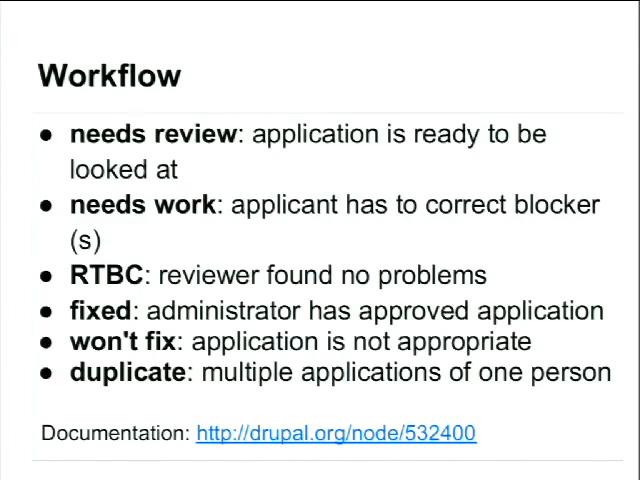 Workflow
● needs review: application is ready to be
looked at
● needs work: applicant has to correct blocker
(s)
● RTBC: reviewer found no problems
● fixed: administrator has approved application
● won't fix: application is not appropriate
● duplicate: multiple applications of one person
Documentation: http://drupal.org/node/532400